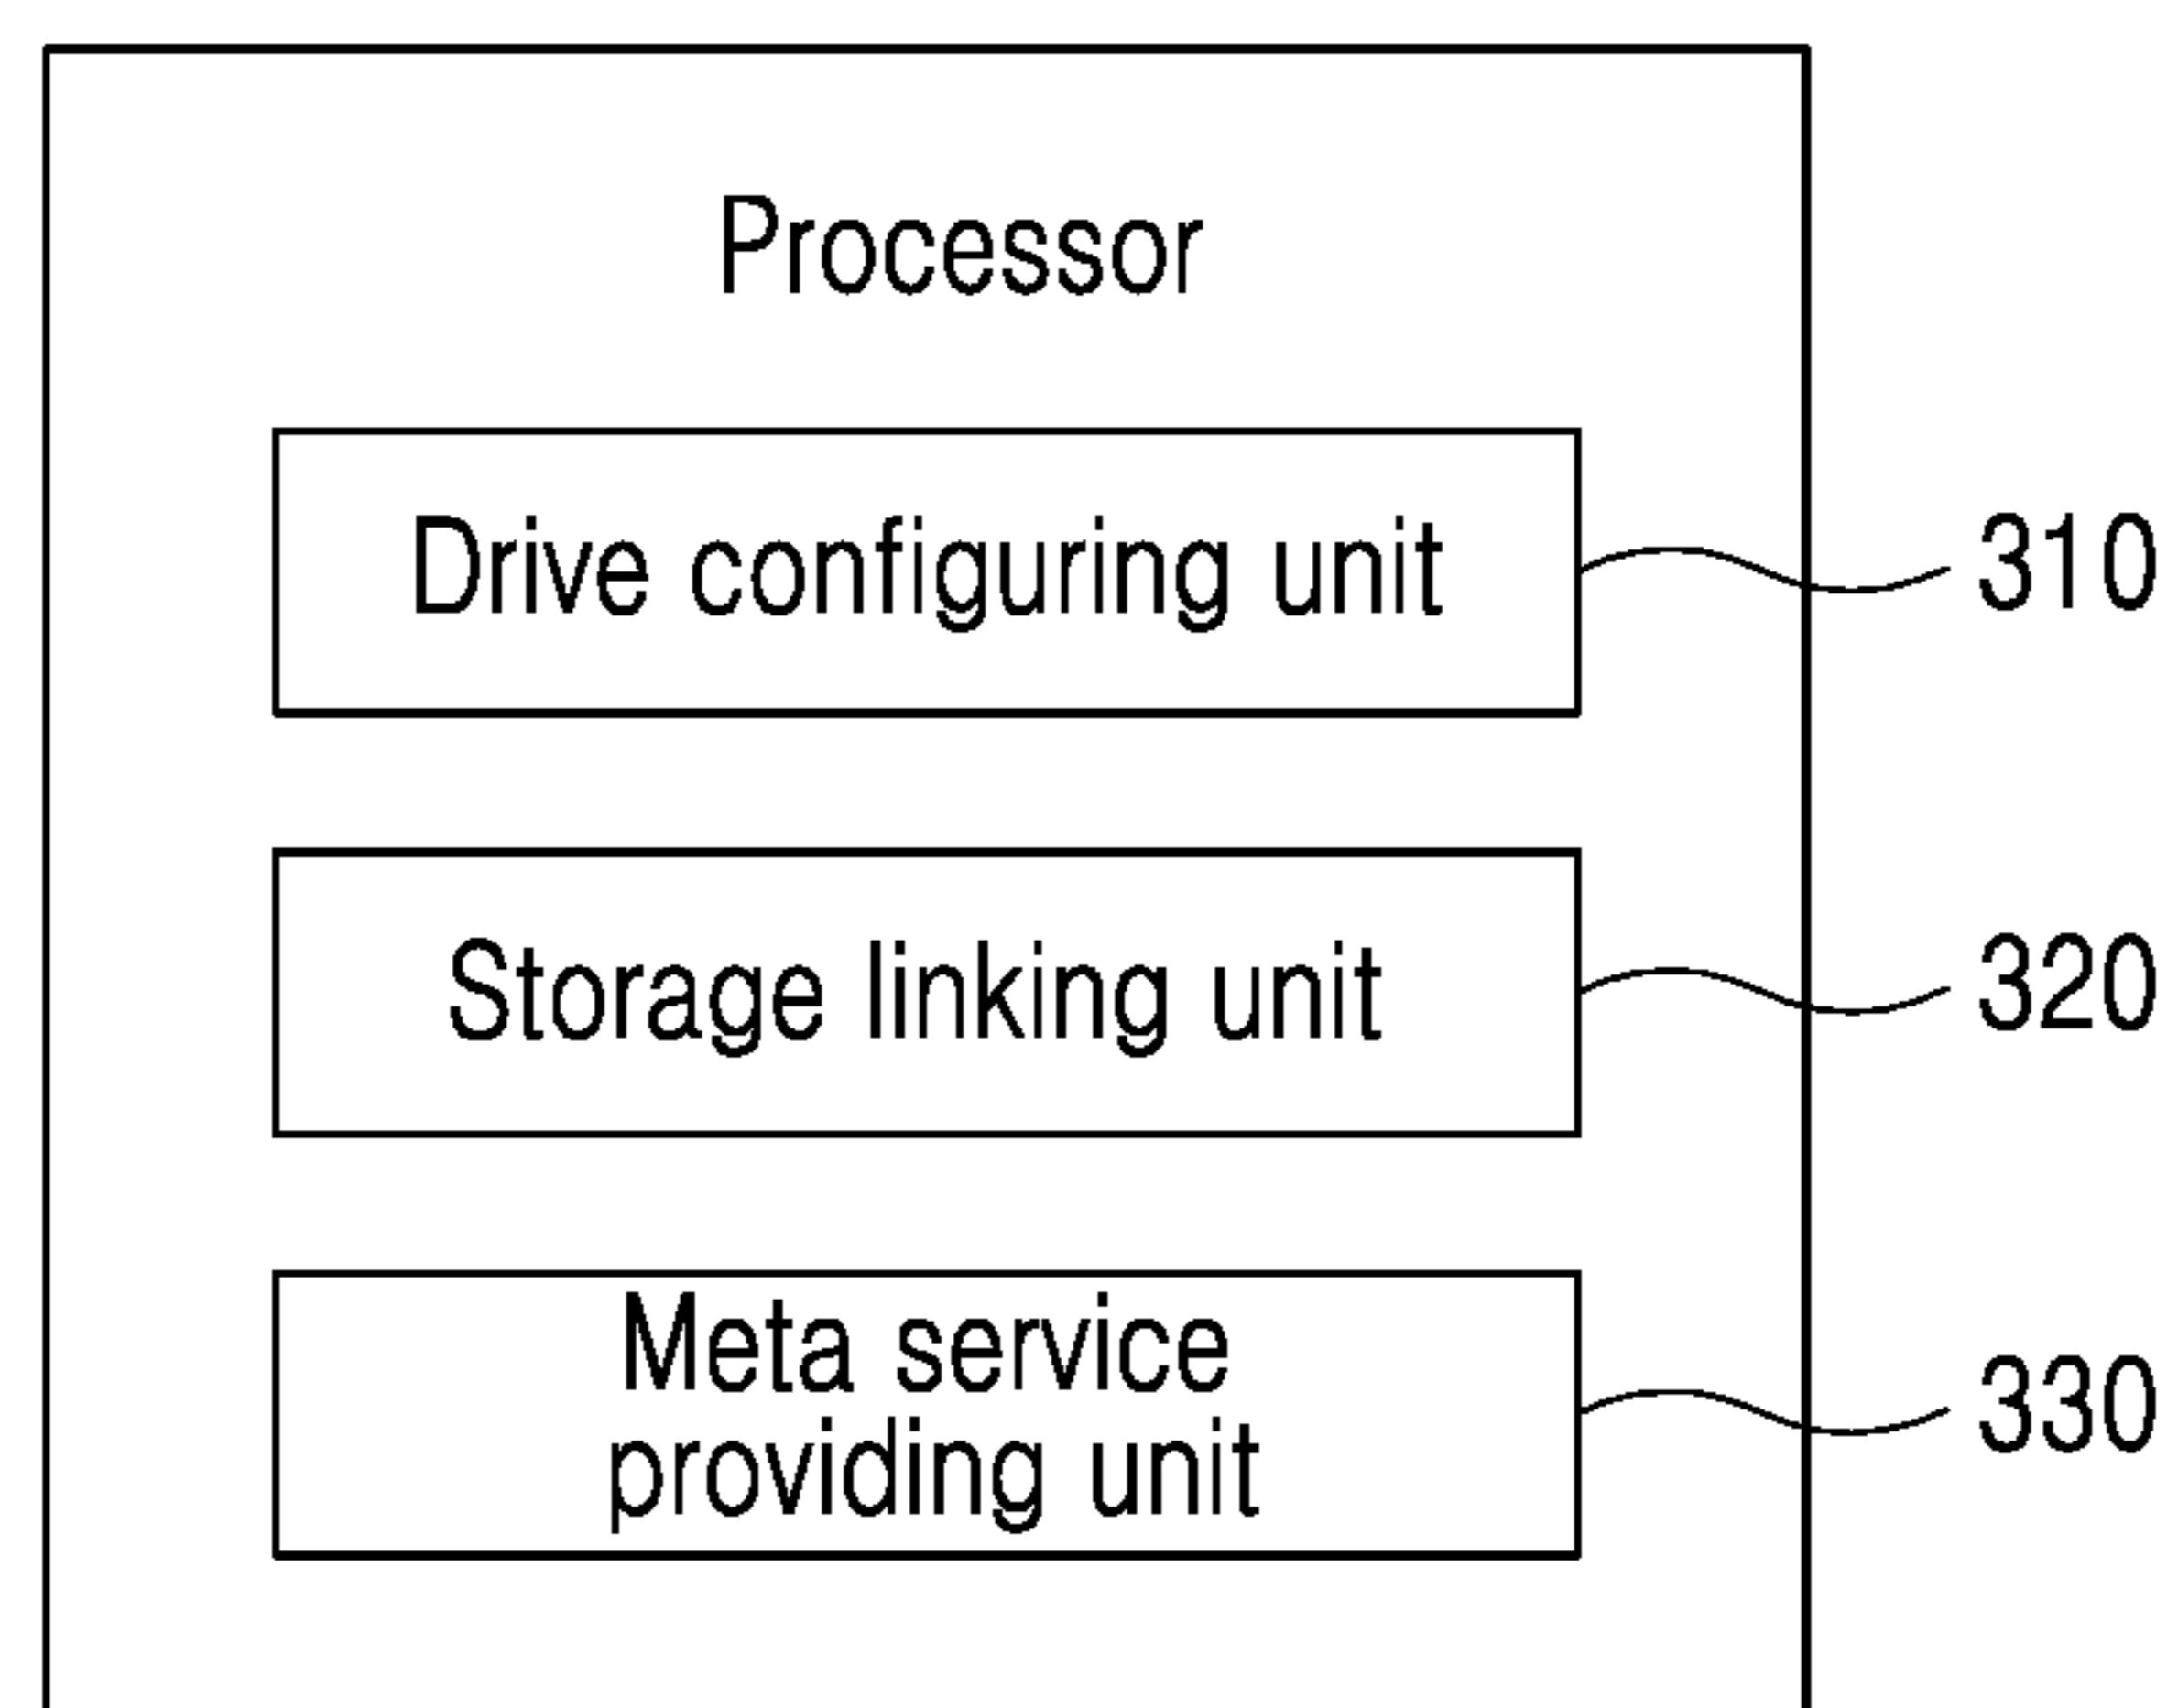 Processor
Drive configuring unit
310
Storage linking unit
320
Meta service
providing unit
330